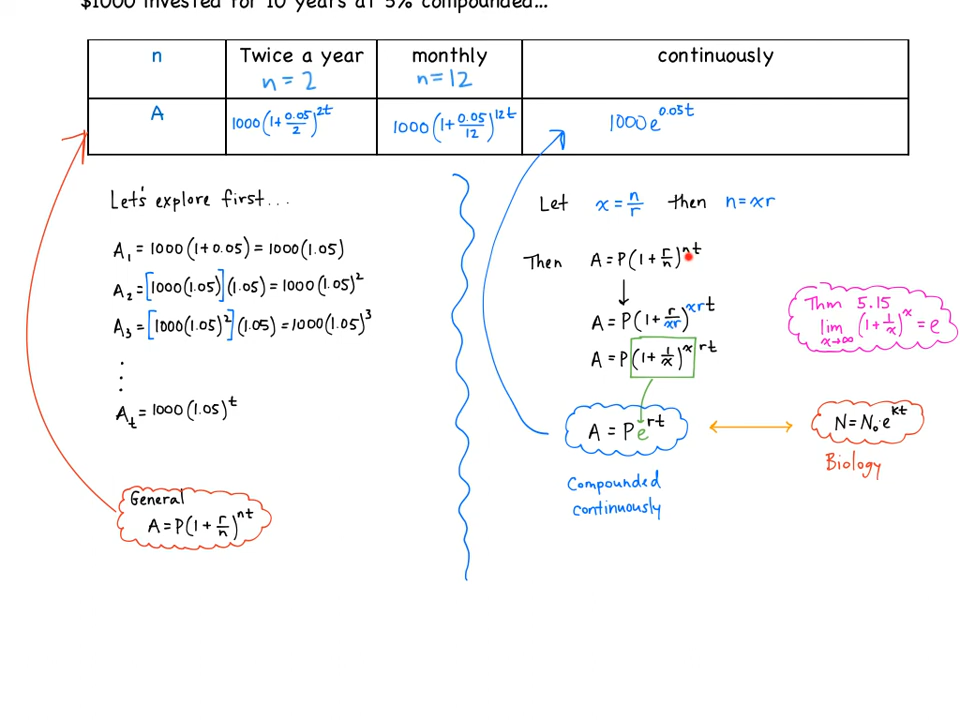 $1000 invested for 10 years at 5% compounded...
n
Twice a year
n = 2
monthly
n = 12
continuously
A
1000(1+0.05/2)^2t
1000(1+0.05/12)^12t
1000e^0.05t
Let's explore first...
A₁ = 1000(1+0.05) = 1000(1.05)
A₂ = [1000(1.05)](1.05) = 1000(1.05)²
A₃ = [1000(1.05)²](1.05) = 1000(1.05)³
⋮
A_t = 1000(1.05)^t
General
A = P(1 + r/n)^nt
Let x = n/r then n = xr
Then A = P(1 + r/n)^nt
A = P(1 + r/xr)^xrt
A = P(1 + 1/x)^x rt
A = Pe^rt
Compounded
continuously
Thm 5.15
lim x→∞ (1 + 1/x)^x = e
N = N₀·e^kt
Biology